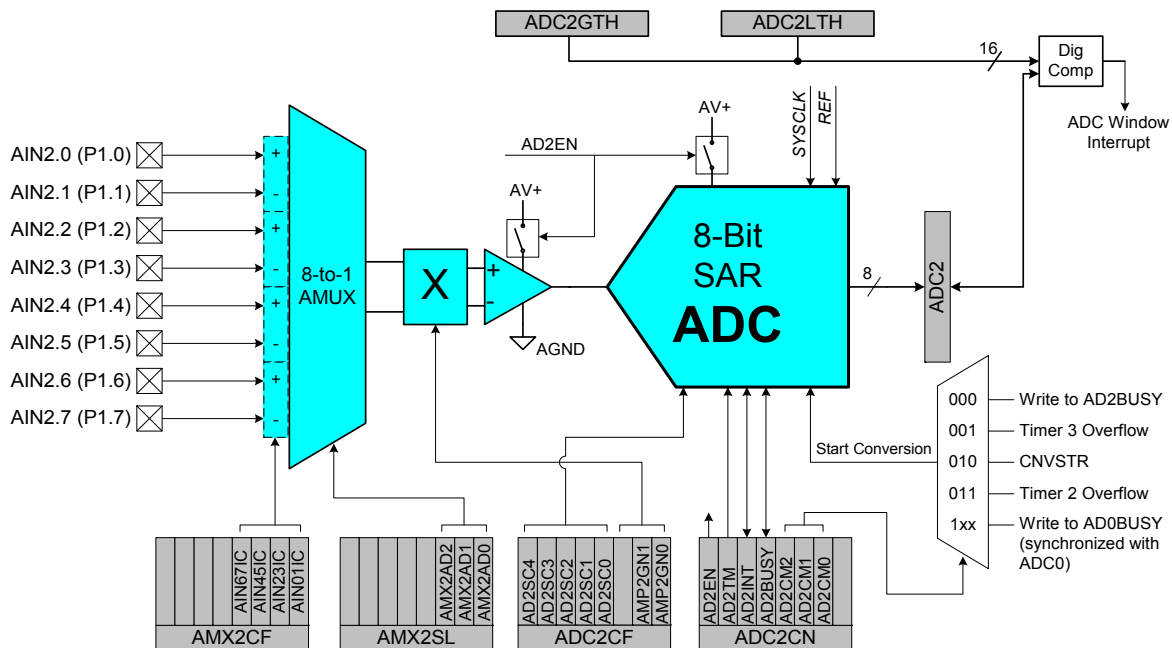 ADC2GTH
ADC2LTH
16
Dig
Comp
ADC Window
Interrupt
SYSCLK
REF
AV+
AD2EN
AV+
AIN2.0 (P1.0)
AIN2.1 (P1.1)
AIN2.2 (P1.2)
AIN2.3 (P1.3)
AIN2.4 (P1.4)
AIN2.5 (P1.5)
AIN2.6 (P1.6)
AIN2.7 (P1.7)
+
-
+
-
+
-
+
-
8-to-1
AMUX
X
+
-
AGND
8-Bit
SAR
ADC
8
ADC2
Start Conversion
000
001
010
011
1xx
Write to AD2BUSY
Timer 3 Overflow
CNVSTR
Timer 2 Overflow
Write to AD0BUSY
(synchronized with
ADC0)
AIN67IC
AIN45IC
AIN23IC
AIN01IC
AMX2CF
AMX2AD2
AMX2AD1
AMX2AD0
AMX2SL
AD2SC4
AD2SC3
AD2SC2
AD2SC1
AD2SC0
AMP2GN1
AMP2GN0
ADC2CF
AD2EN
AD2TM
AD2INT
AD2BUSY
AD2CM2
AD2CM1
AD2CM0
ADC2CN